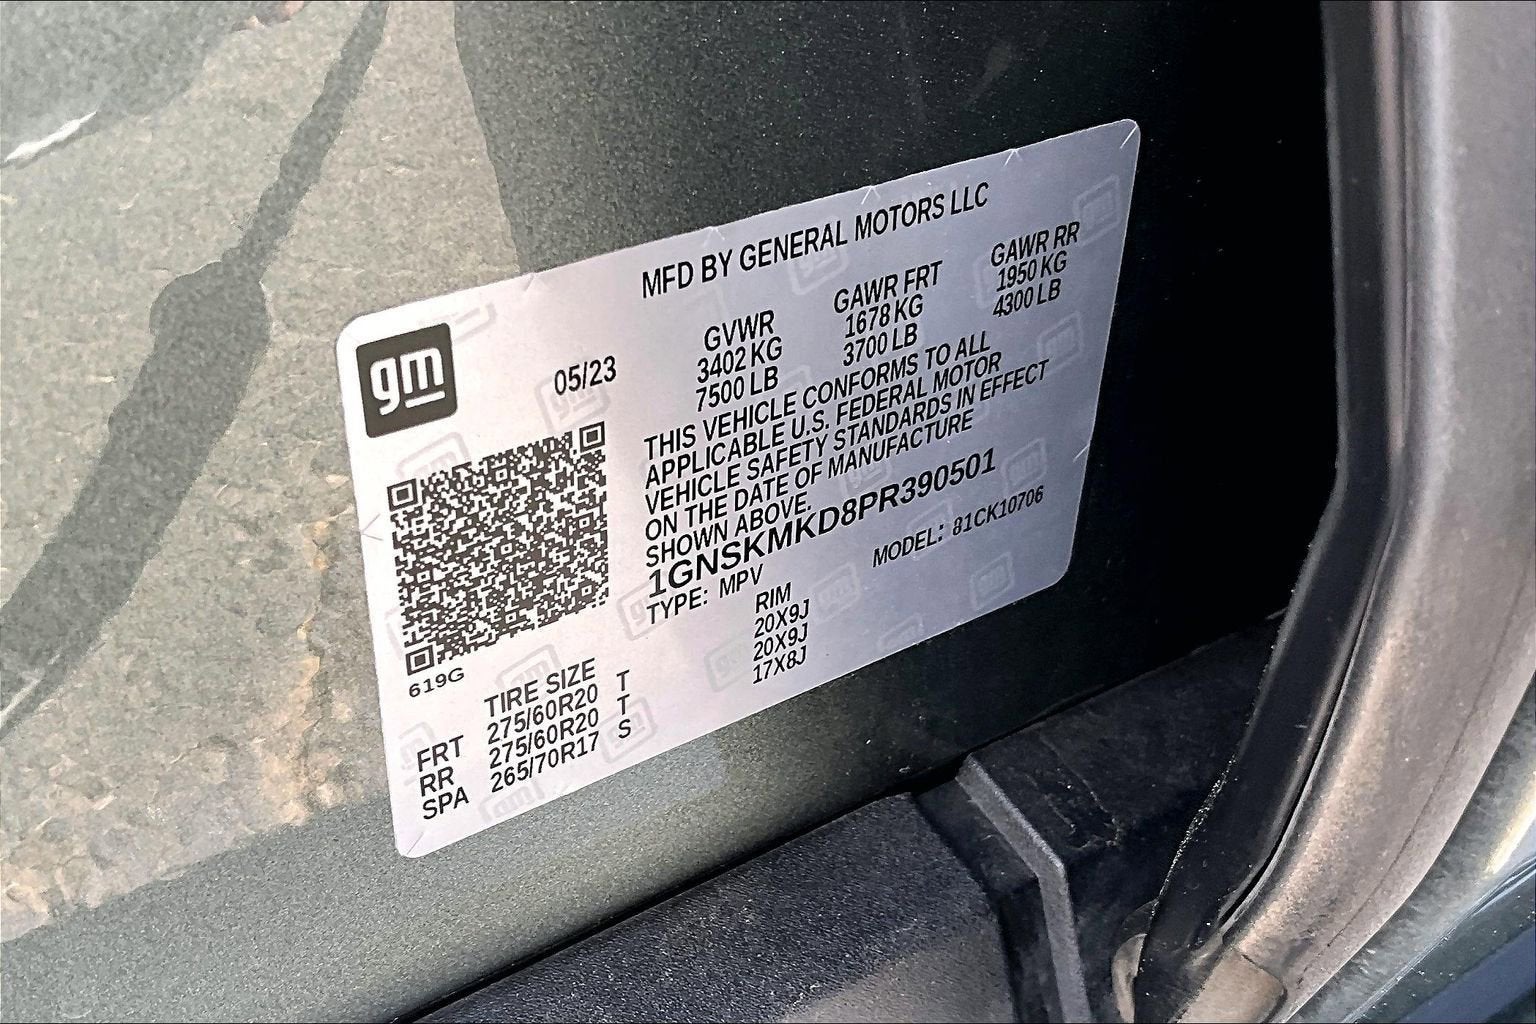 MFD BY GENERAL MOTORS LLC
gm
05/23
GVWR GAWR FRT GAWR RR
3402 KG 1678 KG 1950 KG
7500 LB 3700 LB 4300 LB
THIS VEHICLE CONFORMS TO ALL
APPLICABLE U.S. FEDERAL MOTOR
VEHICLE SAFETY STANDARDS IN EFFECT
ON THE DATE OF MANUFACTURE
SHOWN ABOVE.
1GNSKMKD8PR390501
TYPE: MPV MODEL: 81CK10706
619G
TIRE SIZE RIM
FRT 275/60R20 T 20X9J
RR 275/60R20 T 20X9J
SPA 265/70R17 S 17X8J